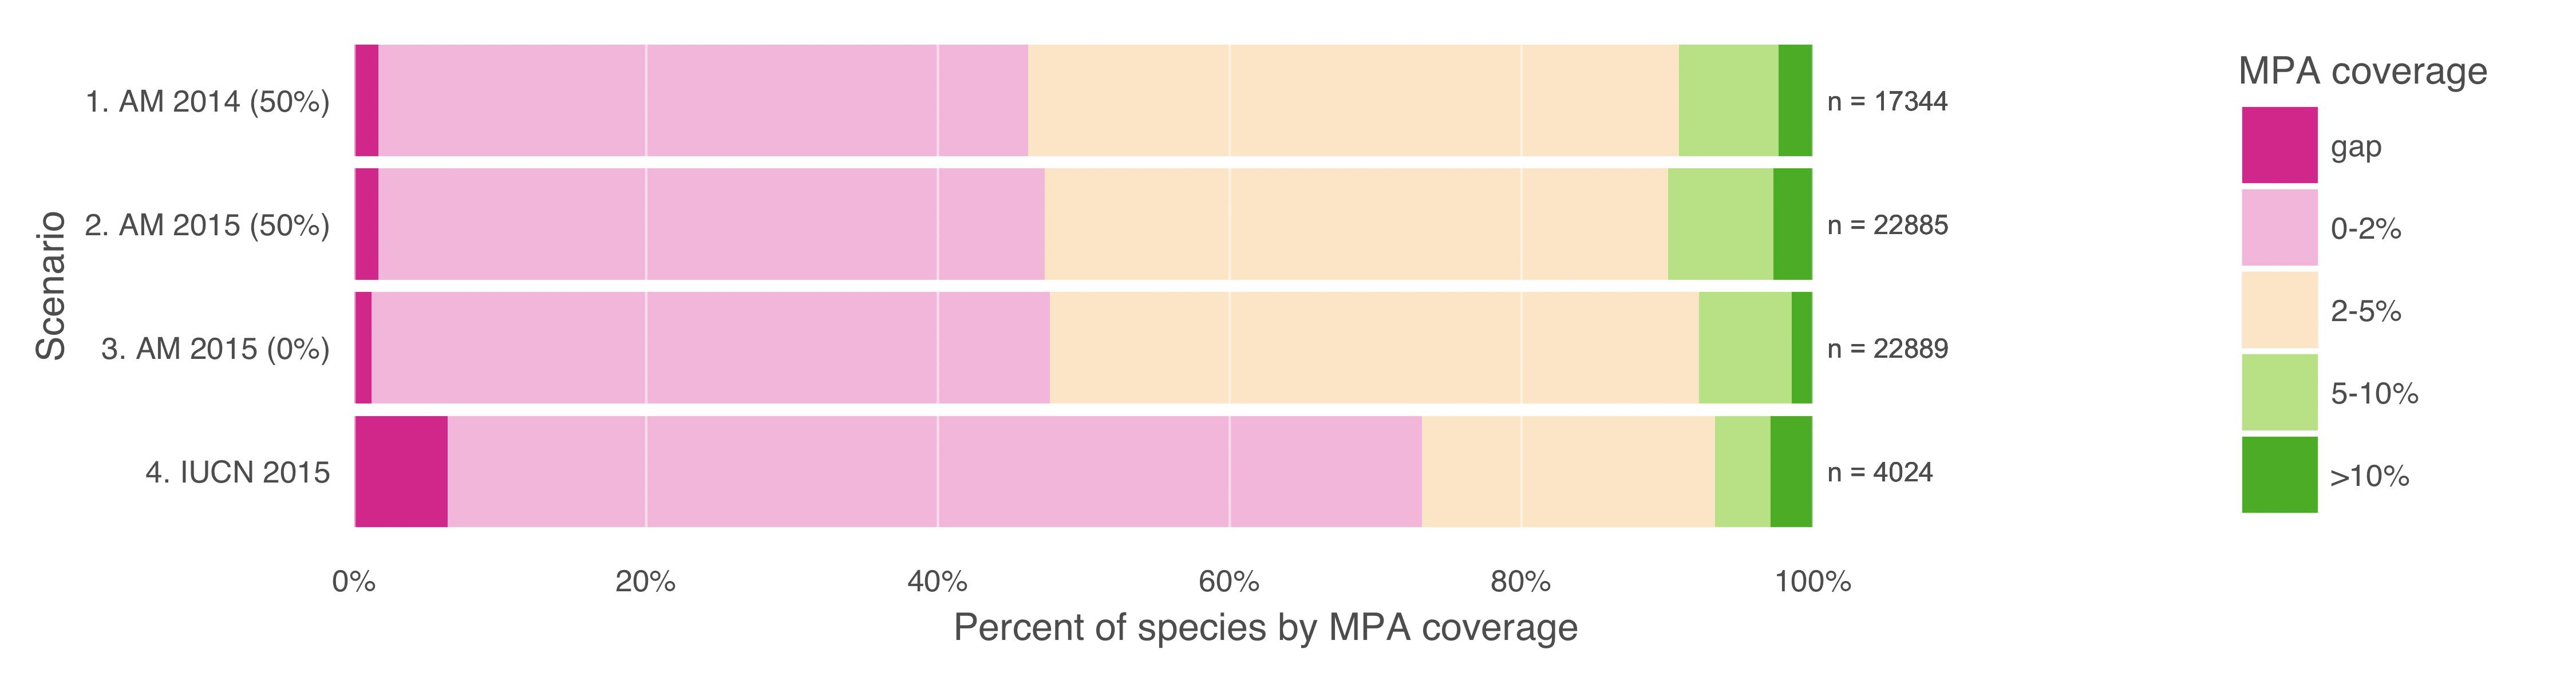 Scenario
1. AM 2014 (50%)
n = 17344
2. AM 2015 (50%)
n = 22885
3. AM 2015 (0%)
n = 22889
4. IUCN 2015
n = 4024
0% 20% 40% 60% 80% 100%
Percent of species by MPA coverage
MPA coverage
gap
0-2%
2-5%
5-10%
>10%